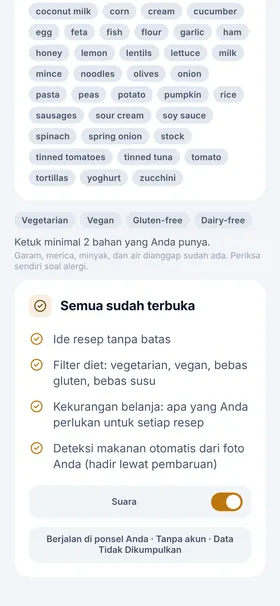 coconut milk corn cream cucumber
egg feta fish flour garlic ham
honey lemon lentils lettuce milk
mince noodles olives onion
pasta peas potato pumpkin rice
sausages sour cream soy sauce
spinach spring onion stock
tinned tomatoes tinned tuna tomato
tortillas yoghurt zucchini
Vegetarian Vegan Gluten-free Dairy-free
Ketuk minimal 2 bahan yang Anda punya.
Garam, merica, minyak, dan air dianggap sudah ada. Periksa
sendiri soal alergi.
Semua sudah terbuka
Ide resep tanpa batas
Filter diet: vegetarian, vegan, bebas
gluten, bebas susu
Kekurangan belanja: apa yang Anda
perlukan untuk setiap resep
Deteksi makanan otomatis dari foto
Anda (hadir lewat pembaruan)
Suara
Berjalan di ponsel Anda · Tanpa akun · Data
Tidak Dikumpulkan